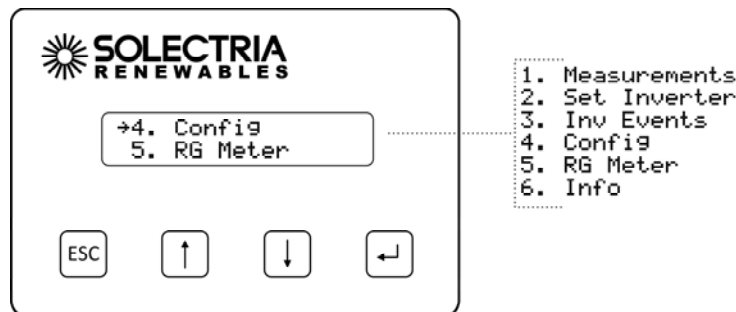 SOLECTRIA
RENEWABLES
→4. Config
5. RG Meter
ESC
↑
↓
↵
1. Measurements
2. Set Inverter
3. Inv Events
4. Config
5. RG Meter
6. Info